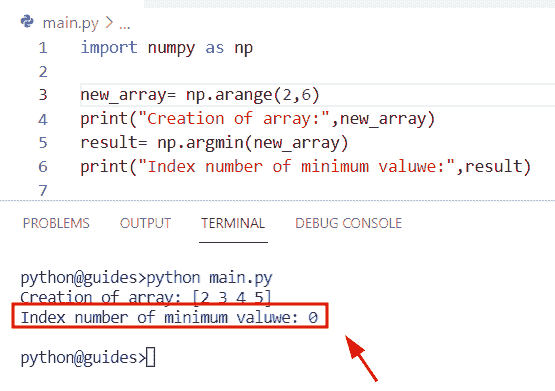 main.py > ...
1 import numpy as np
2
3 new_array= np.arange(2,6)
4 print("Creation of array:",new_array)
5 result= np.argmin(new_array)
6 print("Index number of minimum valuwe:",result)
7
PROBLEMS OUTPUT TERMINAL DEBUG CONSOLE
python@guides>python main.py
Creation of array: [2 3 4 5]
Index number of minimum valuwe: 0
python@guides>